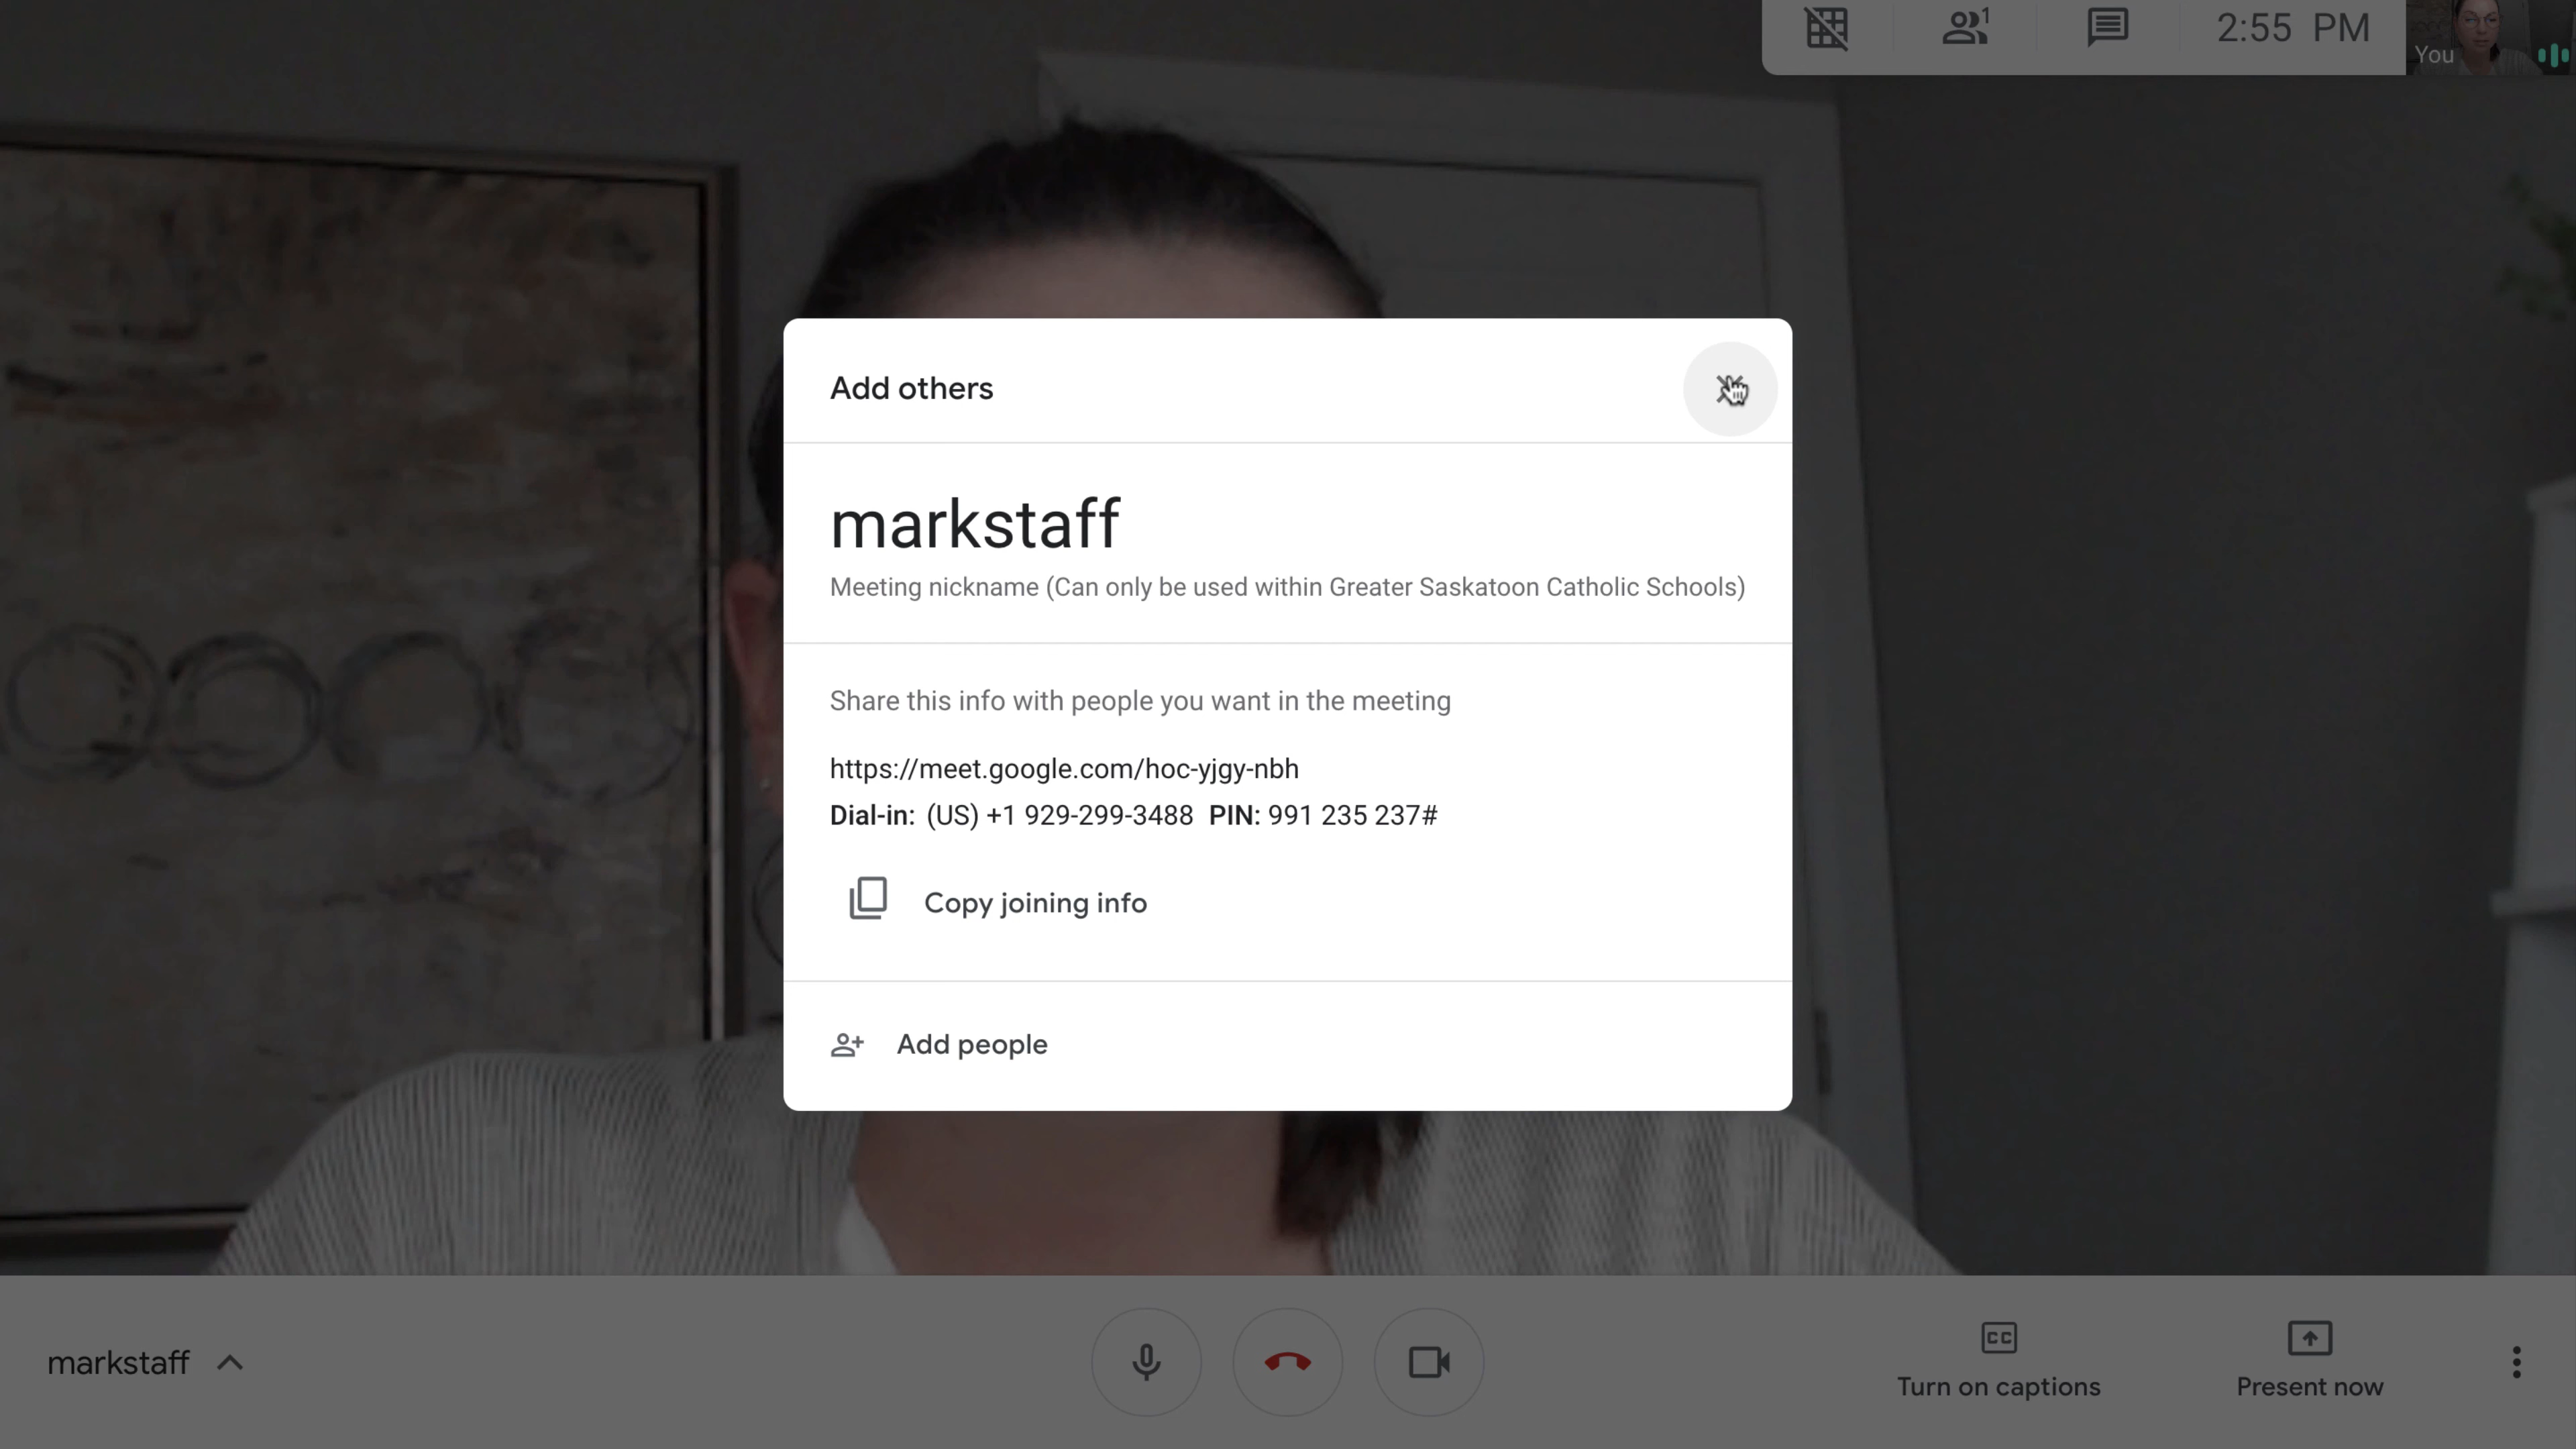 1
2:55 PM
You
Add others
markstaff
Meeting nickname (Can only be used within Greater Saskatoon Catholic Schools)
Share this info with people you want in the meeting
https://meet.google.com/hoc-yjgy-nbh
Dial-in: (US) +1 929-299-3488 PIN: 991 235 237#
Copy joining info
Add people
markstaff
CC
Turn on captions
Present now